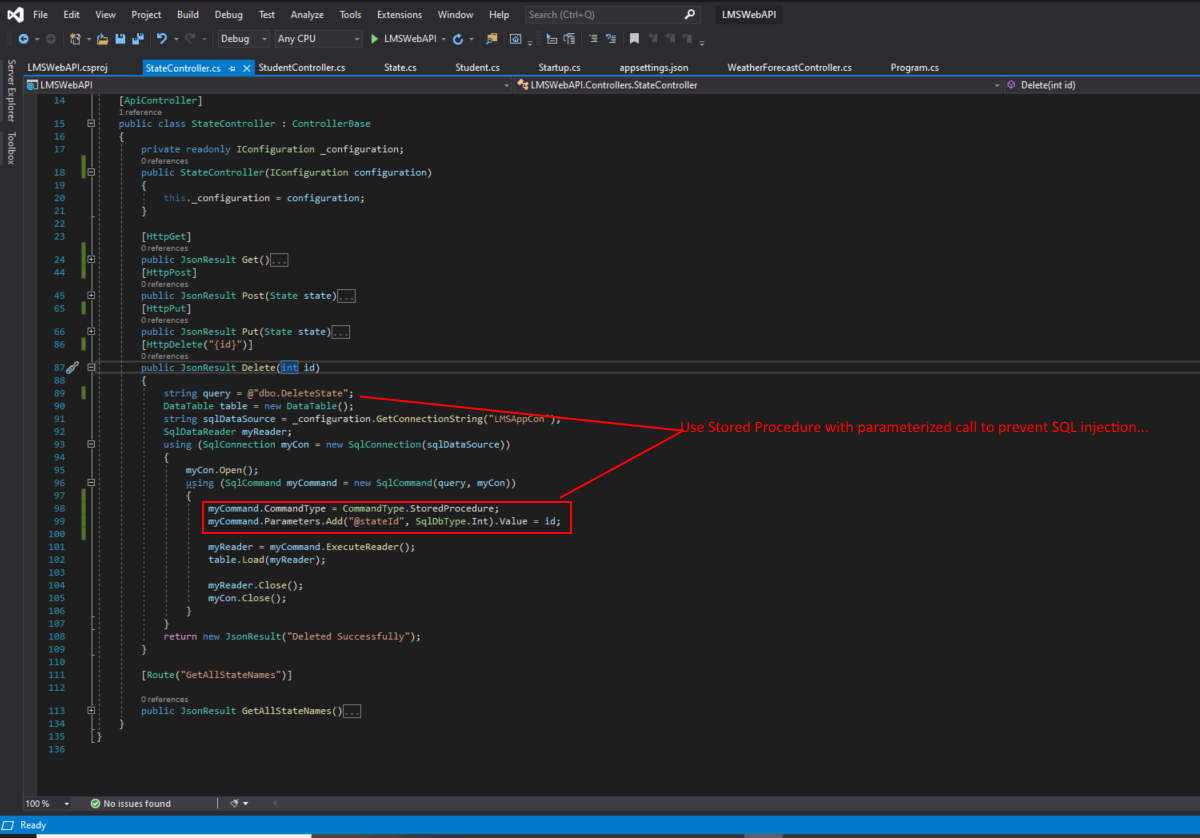 File Edit View Project Build Debug Test Analyze Tools Extensions Window Help Search (Ctrl+Q) LMSWebAPI
Debug Any CPU LMSWebAPI
LMSWebAPI.csproj StateController.cs StudentController.cs State.cs Student.cs Startup.cs appsettings.json WeatherForecastController.cs Program.cs
Server Explorer
Toolbox
LMSWebAPI LMSWebAPI.Controllers.StateController Delete(int id)
14 [ApiController]
1 reference
15 public class StateController : ControllerBase
16 {
17 private readonly IConfiguration _configuration;
0 references
18 public StateController(IConfiguration configuration)
19 {
20 this._configuration = configuration;
21 }
22
23 [HttpGet]
0 references
24 public JsonResult Get()...
44 [HttpPost]
0 references
45 public JsonResult Post(State state)...
65 [HttpPut]
0 references
66 public JsonResult Put(State state)...
86 [HttpDelete("{id}")]
0 references
87 public JsonResult Delete(int id)
88 {
89 string query = @"dbo.DeleteState";
90 DataTable table = new DataTable();
91 string sqlDataSource = _configuration.GetConnectionString("LMSAppCon");
92 SqlDataReader myReader;
Use Stored Procedure with parameterized call to prevent SQL injection...
93 using (SqlConnection myCon = new SqlConnection(sqlDataSource))
94 {
95 myCon.Open();
96 using (SqlCommand myCommand = new SqlCommand(query, myCon))
97 {
98 myCommand.CommandType = CommandType.StoredProcedure;
99 myCommand.Parameters.Add("@stateId", SqlDbType.Int).Value = id;
100
101 myReader = myCommand.ExecuteReader();
102 table.Load(myReader);
103
104 myReader.Close();
105 myCon.Close();
106 }
107 }
108 return new JsonResult("Deleted Successfully");
109 }
110
111 [Route("GetAllStateNames")]
112
0 references
113 public JsonResult GetAllStateNames()...
134 }
135 }
136
100 % No issues found
Ready